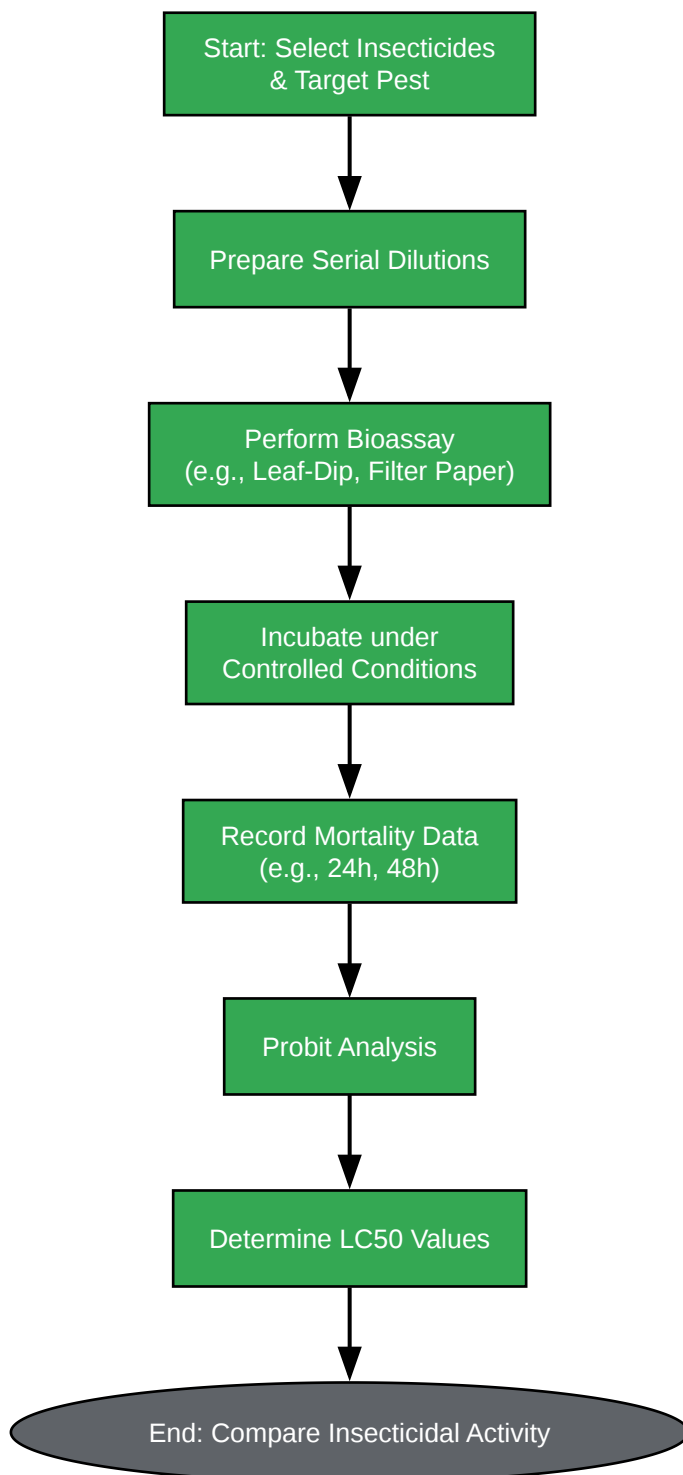 Start: Select Insecticides
& Target Pest
Prepare Serial Dilutions
Perform Bioassay
(e.g., Leaf-Dip, Filter Paper)
Incubate under
Controlled Conditions
Record Mortality Data
(e.g., 24h, 48h)
Probit Analysis
Determine LC50 Values
End: Compare Insecticidal Activity